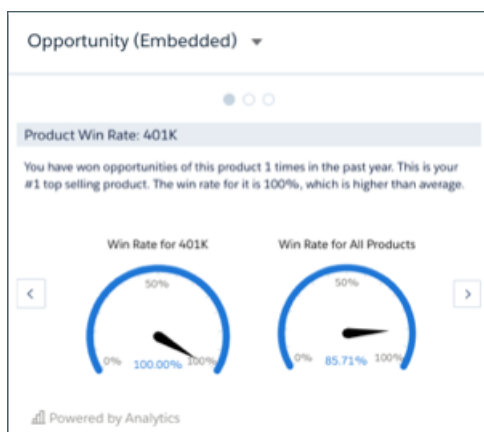 Opportunity (Embedded)
Product Win Rate: 401K
You have won opportunities of this product 1 times in the past year. This is your
#1 top selling product. The win rate for it is 100%, which is higher than average.
Win Rate for 401K
Win Rate for All Products
50%
50%
0%
100.00%
100%
0%
85.71%
100%
Powered by Analytics